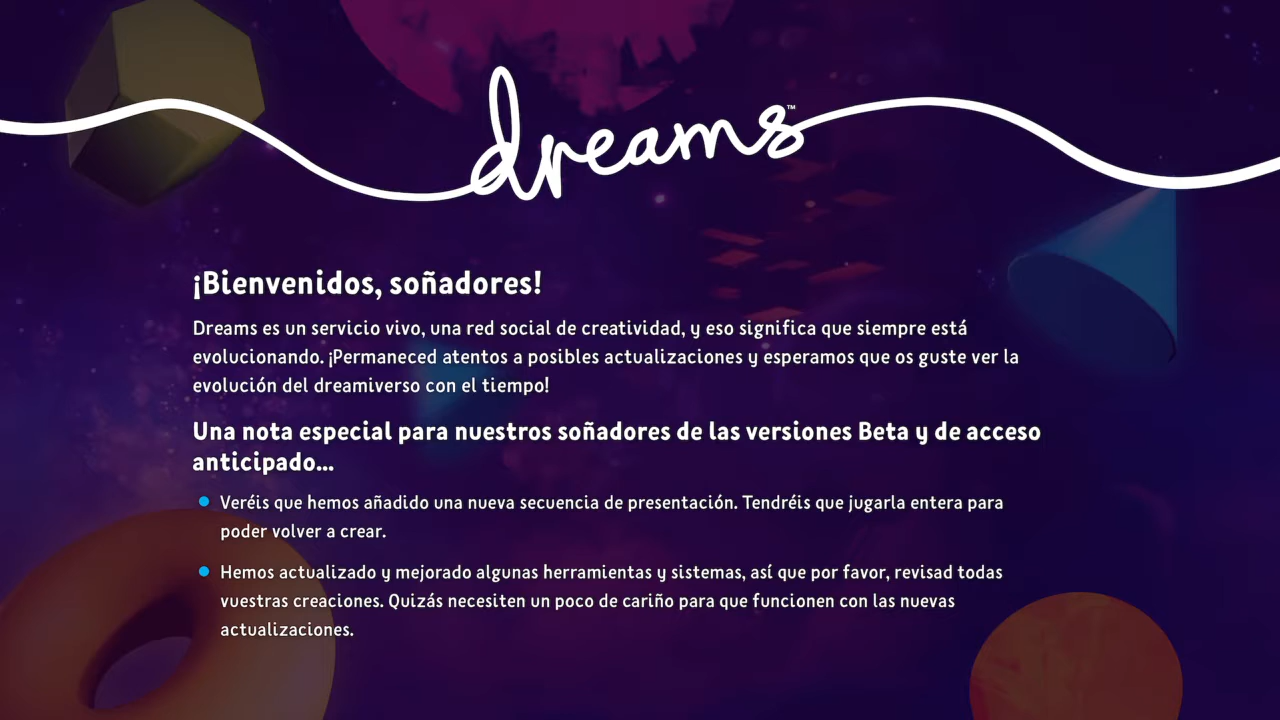 dreams™
¡Bienvenidos, soñadores!
Dreams es un servicio vivo, una red social de creatividad, y eso significa que siempre está
evolucionando. ¡Permaneced atentos a posibles actualizaciones y esperamos que os guste ver la
evolución del dreamiverso con el tiempo!
Una nota especial para nuestros soñadores de las versiones Beta y de acceso
anticipado...
Veréis que hemos añadido una nueva secuencia de presentación. Tendréis que jugarla entera para
poder volver a crear.
Hemos actualizado y mejorado algunas herramientas y sistemas, así que por favor, revisad todas
vuestras creaciones. Quizás necesiten un poco de cariño para que funcionen con las nuevas
actualizaciones.